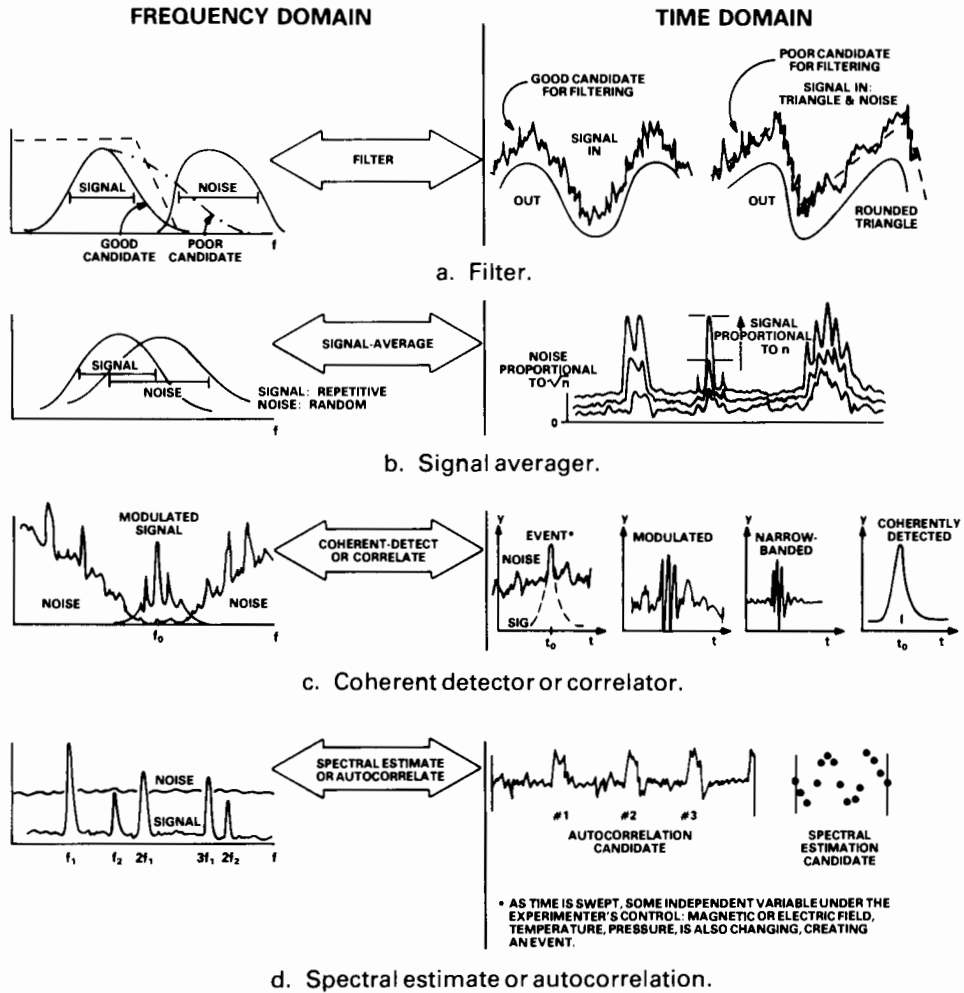 FREQUENCY DOMAIN
TIME DOMAIN
SIGNAL
NOISE
GOOD
CANDIDATE
POOR
CANDIDATE
f
FILTER
GOOD CANDIDATE
FOR FILTERING
SIGNAL
IN
OUT
POOR CANDIDATE
FOR FILTERING
SIGNAL IN:
TRIANGLE & NOISE
OUT
ROUNDED
TRIANGLE
a. Filter.
SIGNAL
NOISE
SIGNAL: REPETITIVE
NOISE: RANDOM
f
SIGNAL-AVERAGE
NOISE
PROPORTIONAL
TO √n
0
SIGNAL
PROPORTIONAL
TO n
b. Signal averager.
MODULATED
SIGNAL
NOISE
NOISE
f₀
f
COHERENT-DETECT
OR CORRELATE
y
EVENT*
NOISE
SIG
t₀
t
y
MODULATED
t
y
NARROW-
BANDED
t
y
COHERENTLY
DETECTED
t₀
t
c. Coherent detector or correlator.
NOISE
SIGNAL
f₁
f₂
2f₁
3f₁
2f₂
f
SPECTRAL ESTIMATE
OR AUTOCORRELATE
#1
#2
#3
AUTOCORRELATION
CANDIDATE
SPECTRAL
ESTIMATION
CANDIDATE
* AS TIME IS SWEPT, SOME INDEPENDENT VARIABLE UNDER THE
EXPERIMENTER'S CONTROL: MAGNETIC OR ELECTRIC FIELD,
TEMPERATURE, PRESSURE, IS ALSO CHANGING, CREATING
AN EVENT.
d. Spectral estimate or autocorrelation.